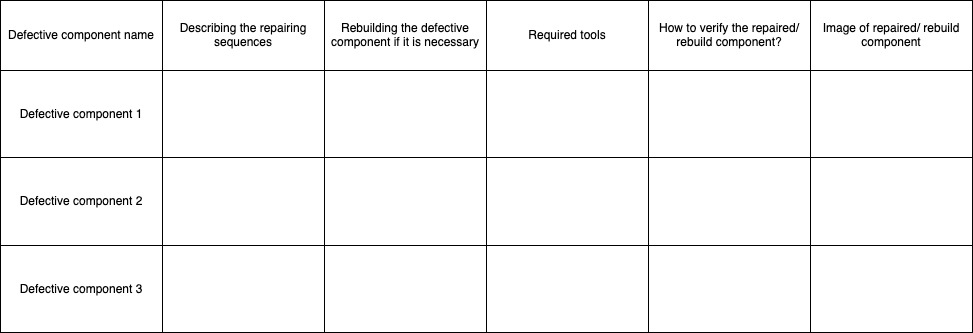 Defective component name
Describing the repairing
sequences
Rebuilding the defective
component if it is necessary
Required tools
How to verify the repaired/
rebuild component?
Image of repaired/ rebuild
component
Defective component 1
Defective component 2
Defective component 3